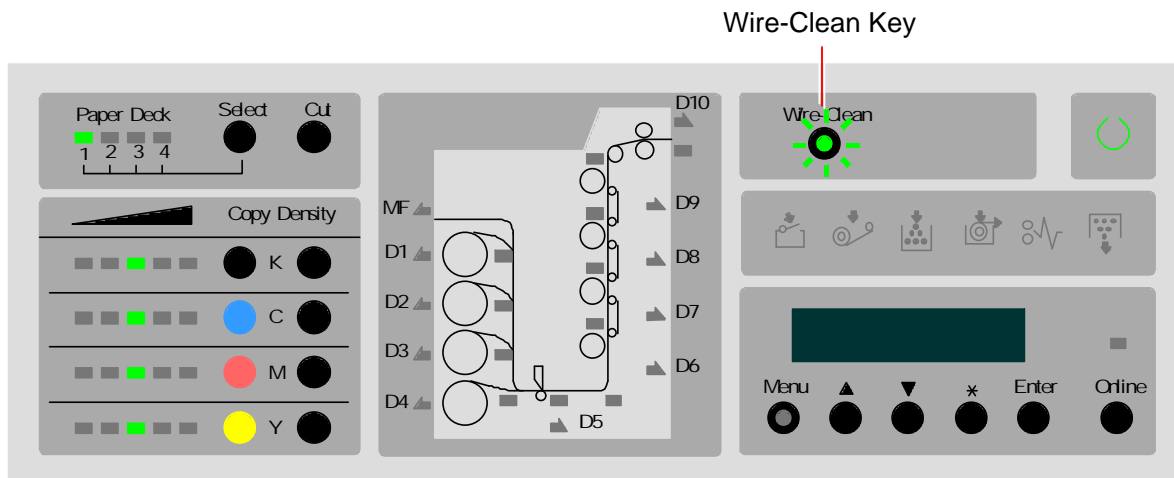 Wire-Clean Key
Paper Deck
Select
Cut
1 2 3 4
Copy Density
K
C
M
Y
MF
D1
D2
D3
D4
D5
D10
D9
D8
D7
D6
Wire-Clean
Menu ▲ ▼ * Enter Online